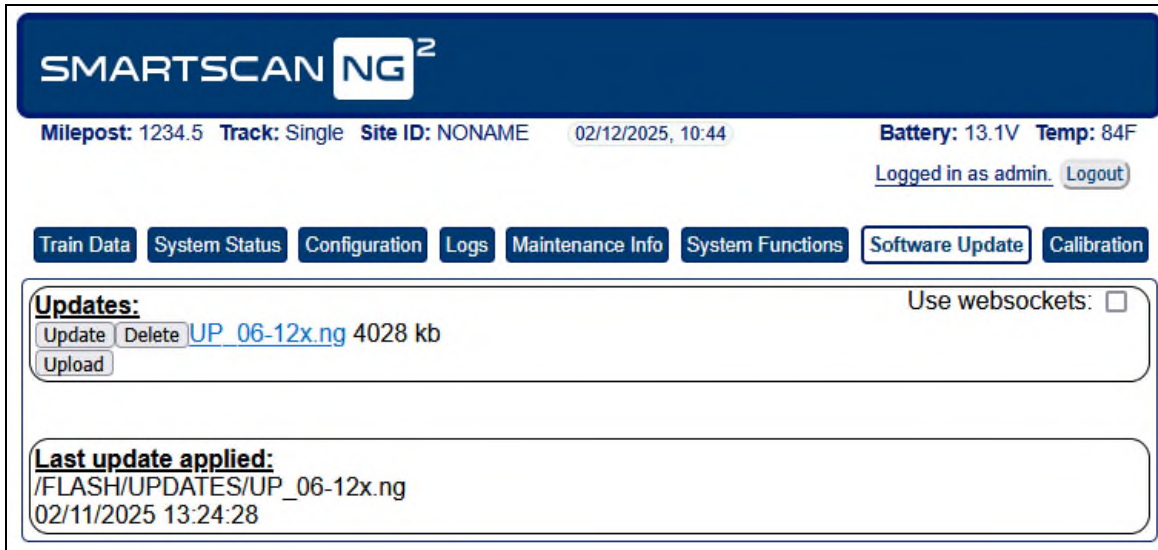 SMARTSCAN NG2
Milepost: 1234.5 Track: Single Site ID: NONAME 02/12/2025, 10:44 Battery: 13.1V Temp: 84F
Logged in as admin. Logout
Train Data System Status Configuration Logs Maintenance Info System Functions Software Update Calibration
Updates: Use websockets:
Update Delete UP_06-12x.ng 4028 kb
Upload
Last update applied:
/FLASH/UPDATES/UP_06-12x.ng
02/11/2025 13:24:28